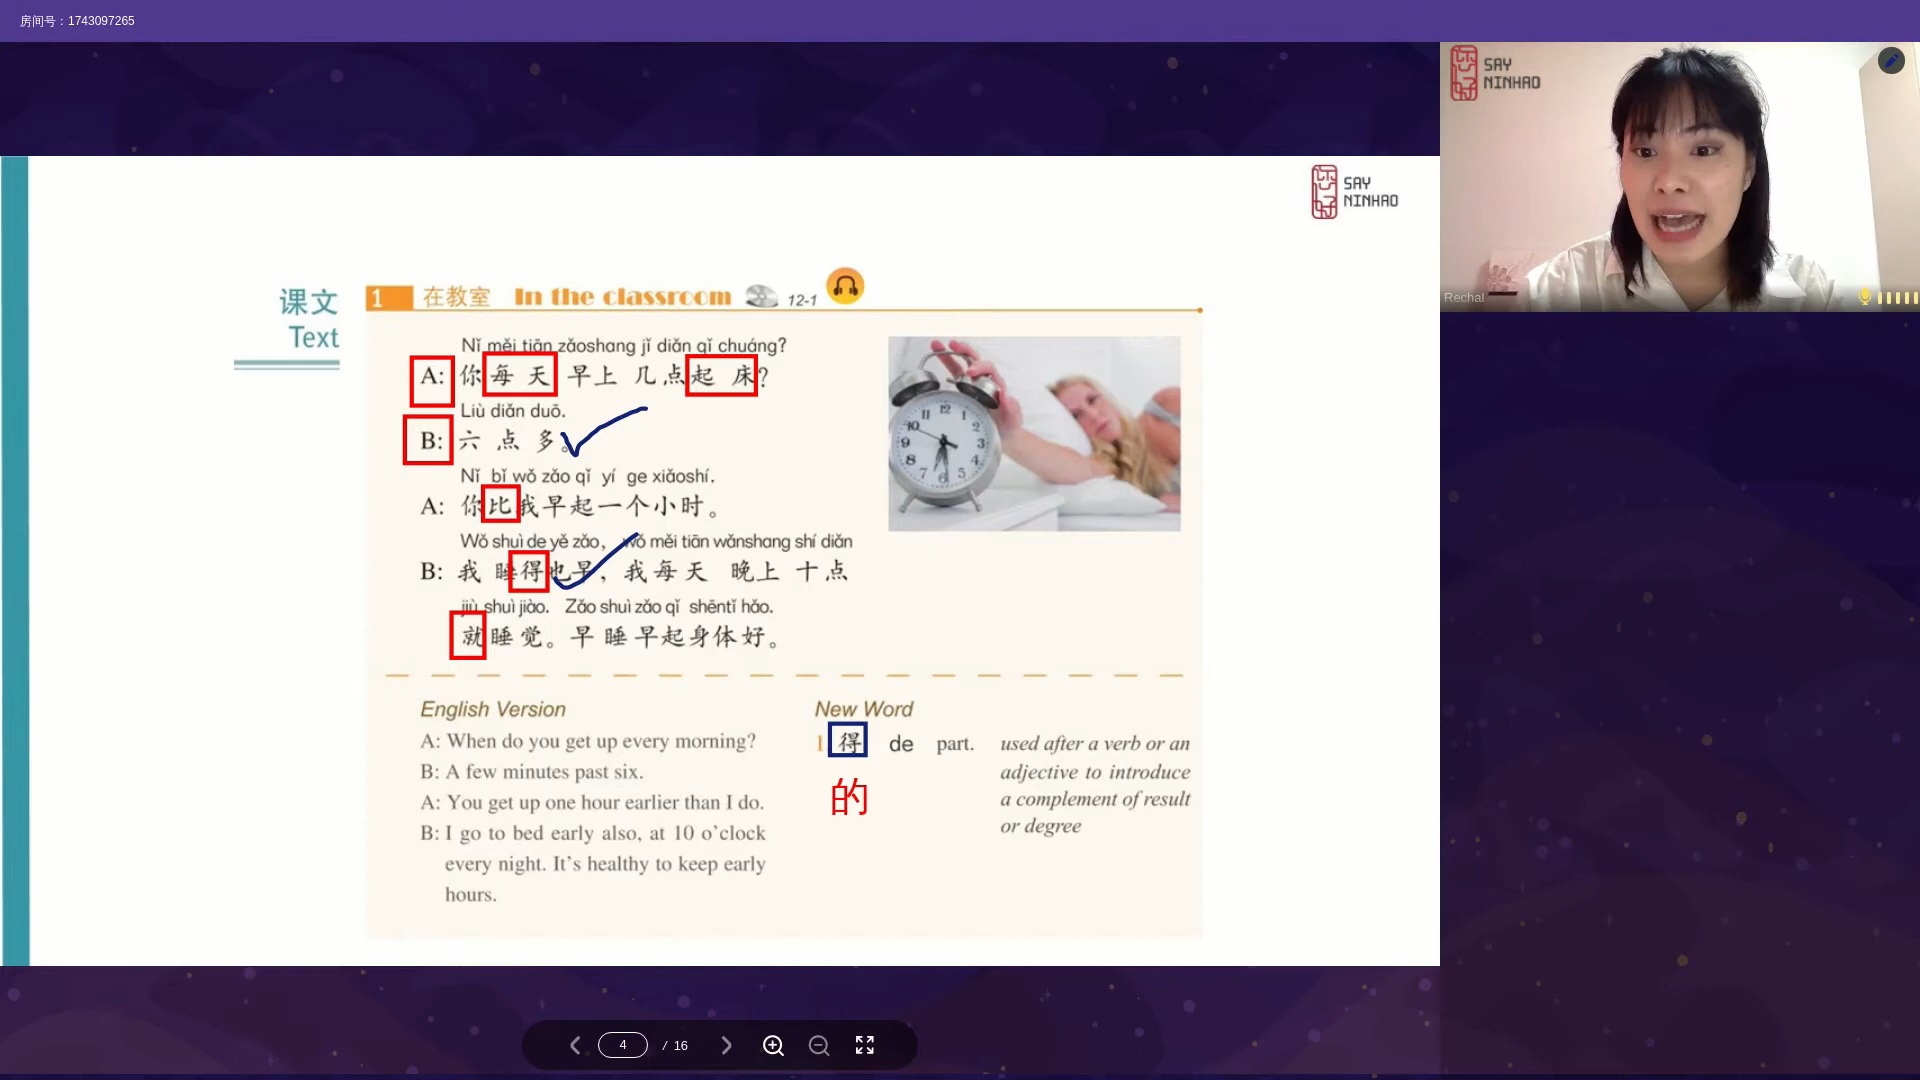 房间号：1743097265
SAY
NINHAO
Rechal
SAY
NINHAO
课文
Text
1 在教室 In the classroom 12-1
Nǐ měi tiān zǎoshang jǐ diǎn qǐ chuáng?
A: 你每天早上几点起床?
Liù diǎn duō.
B: 六点多。
Nǐ bǐ wǒ zǎo qǐ yí ge xiǎoshí.
A: 你比我早起一个小时。
Wǒ shuì de yě zǎo, wǒ měi tiān wǎnshang shí diǎn
B: 我睡得也早，我每天晚上十点
jiù shuì jiào. Zǎo shuì zǎo qǐ shēntǐ hǎo.
就睡觉。早睡早起身体好。
English Version
A: When do you get up every morning?
B: A few minutes past six.
A: You get up one hour earlier than I do.
B: I go to bed early also, at 10 o'clock
every night. It's healthy to keep early
hours.
New Word
1 得 de part. used after a verb or an
adjective to introduce
a complement of result
or degree
的
4 / 16